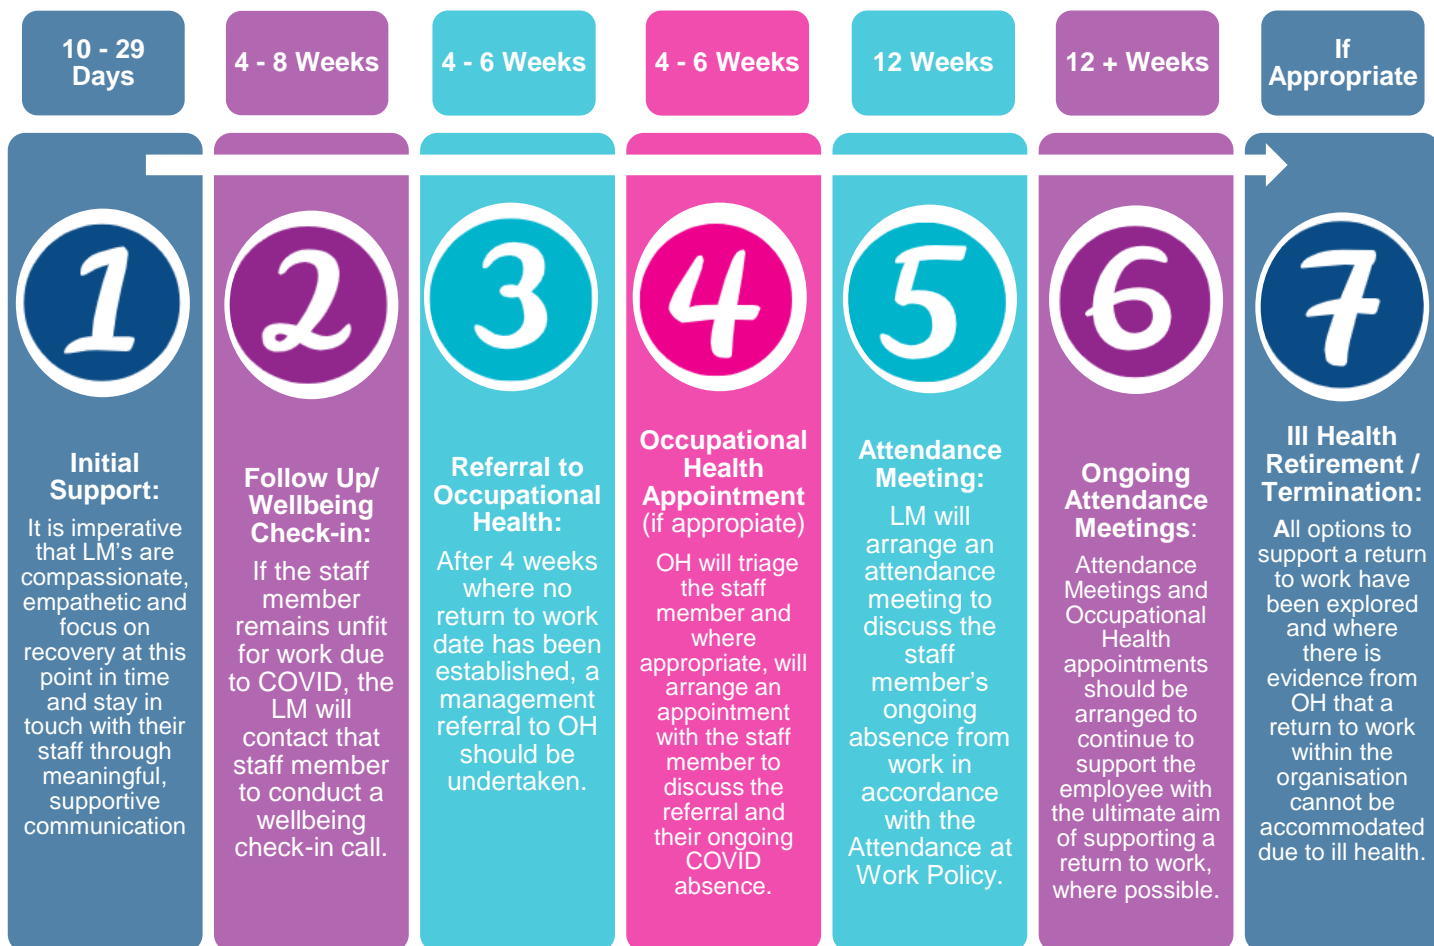 10 - 29
Days
4 - 8 Weeks
4 - 6 Weeks
4 - 6 Weeks
12 Weeks
12 + Weeks
If
Appropriate
1
Initial
Support:
It is imperative
that LM's are
compassionate,
empathetic and
focus on
recovery at this
point in time
and stay in
touch with their
staff through
meaningful,
supportive
communication
2
Follow Up/
Wellbeing
Check-in:
If the staff
member
remains unfit
for work due
to COVID, the
LM will
contact that
staff member
to conduct a
wellbeing
check-in call.
3
Referral to
Occupational
Health:
After 4 weeks
where no
return to work
date has been
established, a
management
referral to OH
should be
undertaken.
4
Occupational
Health
Appointment
(if appropiate)
OH will triage
the staff
member and
where
appropriate, will
arrange an
appointment
with the staff
member to
discuss the
referral and
their ongoing
COVID
absence.
5
Attendance
Meeting:
LM will
arrange an
attendance
meeting to
discuss the
staff
member's
ongoing
absence from
work in
accordance
with the
Attendance at
Work Policy.
6
Ongoing
Attendance
Meetings:
Attendance
Meetings and
Occupational
Health
appointments
should be
arranged to
continue to
support the
employee with
the ultimate aim
of supporting a
return to work,
where possible.
7
Ill Health
Retirement /
Termination:
All options to
support a return
to work have
been explored
and where
there is
evidence from
OH that a
return to work
within the
organisation
cannot be
accommodated
due to ill health.